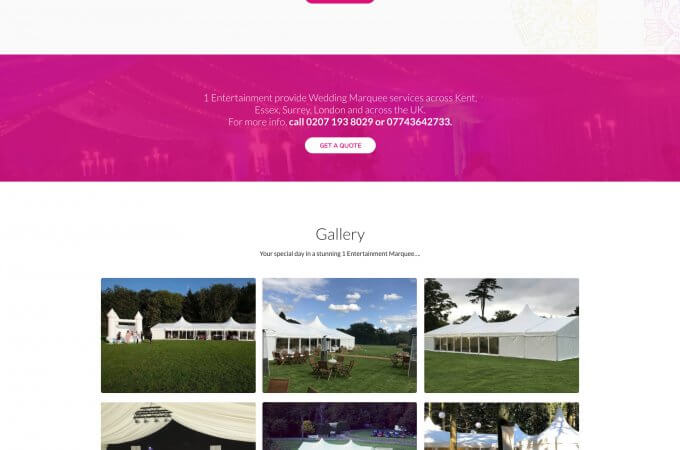 1 Entertainment provide Wedding Marquee services across Kent,
Essex, Surrey, London and across the UK.
For more info, call 0207 193 8029 or 07743642733.
GET A QUOTE
Gallery
Your special day in a stunning 1 Entertainment Marquee....